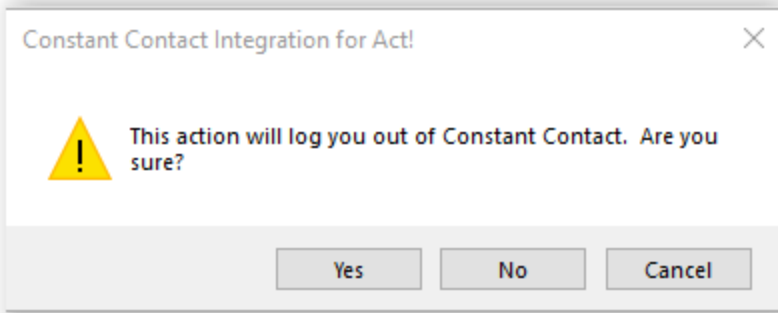 Constant Contact Integration for Act!
This action will log you out of Constant Contact.  Are you
sure?
Yes
No
Cancel